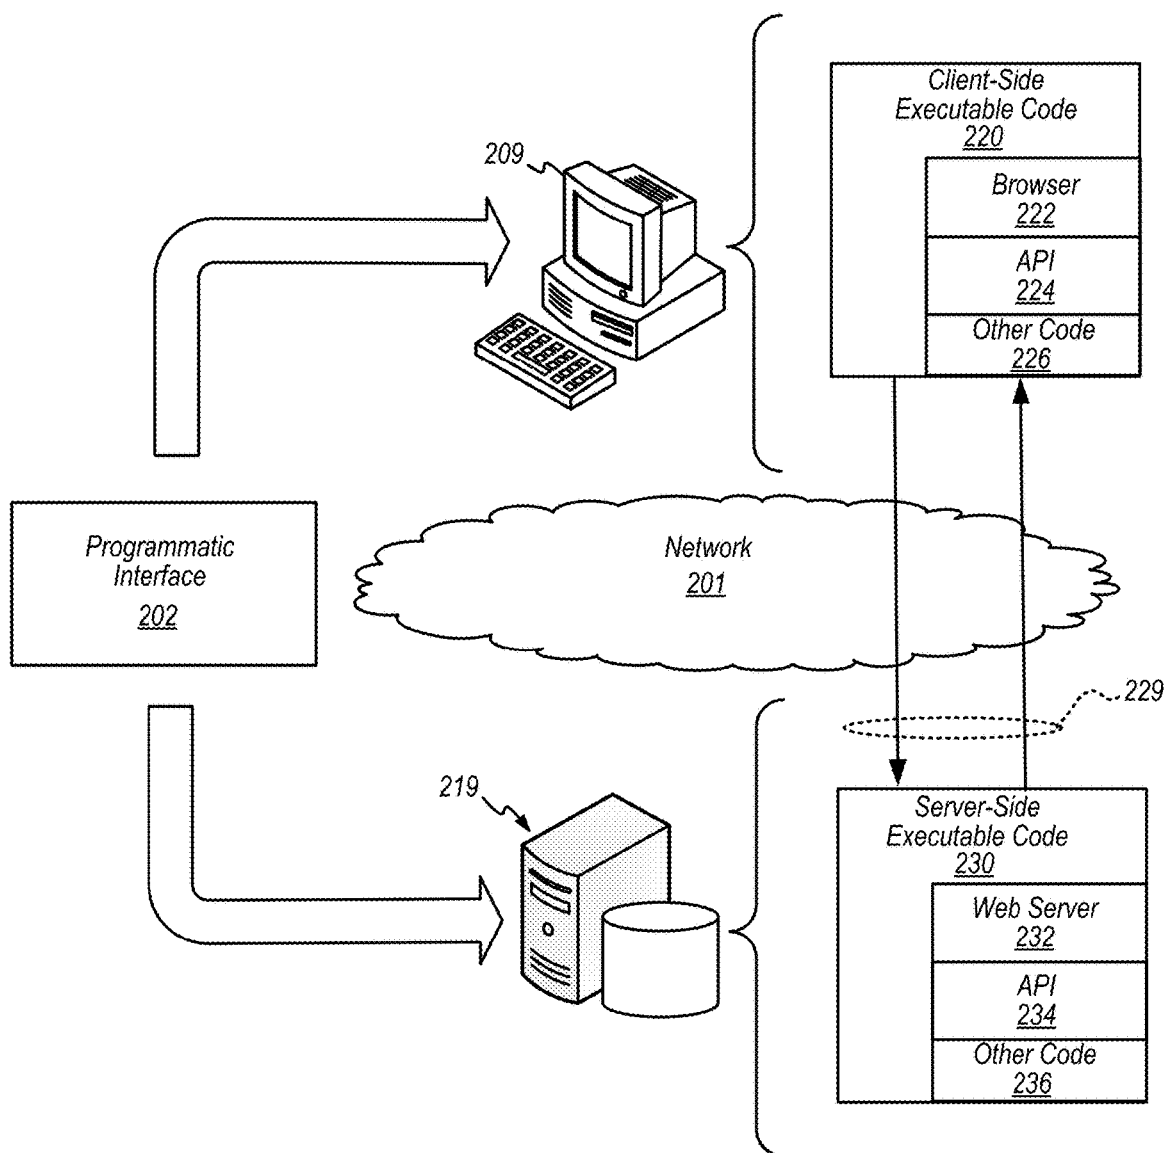 Client-Side
Executable Code
220
Browser
222
API
224
Other Code
226
209
Programmatic
Interface
202
Network
201
229
219
Server-Side
Executable Code
230
Web Server
232
API
234
Other Code
236